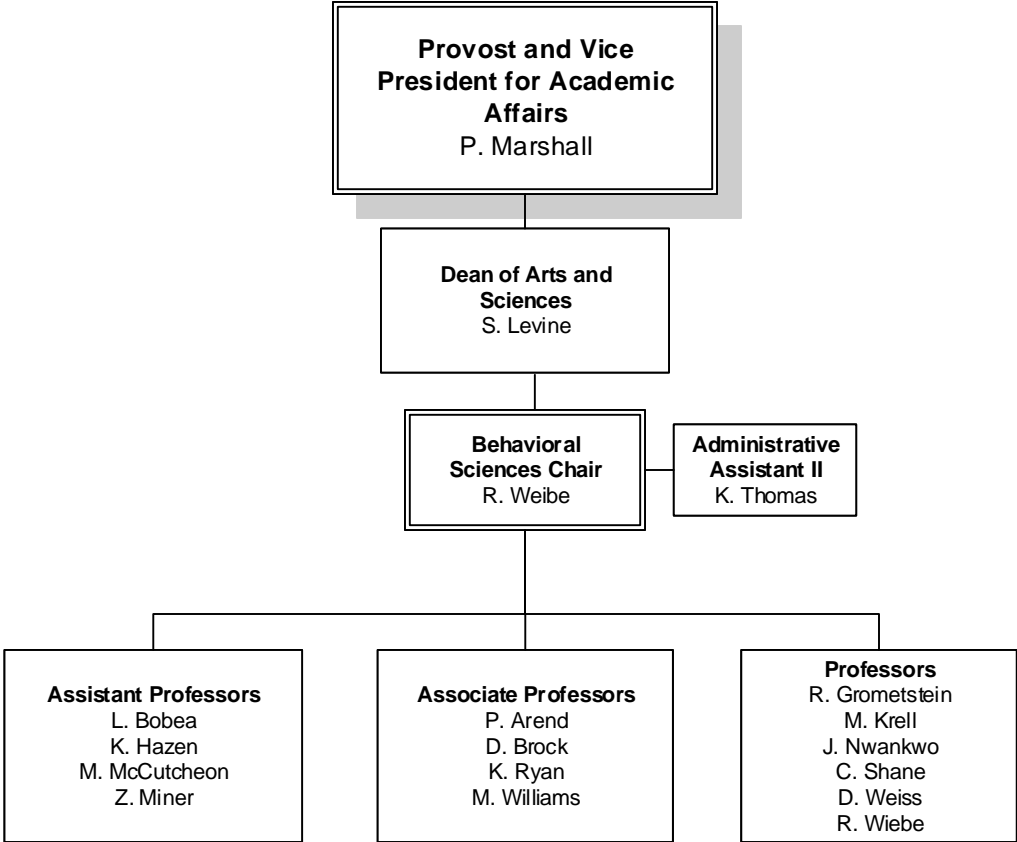 Provost and Vice
President for Academic
Affairs
P. Marshall
Dean of Arts and
Sciences
S. Levine
Behavioral
Sciences Chair
R. Weibe
Administrative
Assistant II
K. Thomas
Assistant Professors
L. Bobea
K. Hazen
M. McCutcheon
Z. Miner
Associate Professors
P. Arend
D. Brock
K. Ryan
M. Williams
Professors
R. Grometstein
M. Krell
J. Nwankwo
C. Shane
D. Weiss
R. Wiebe